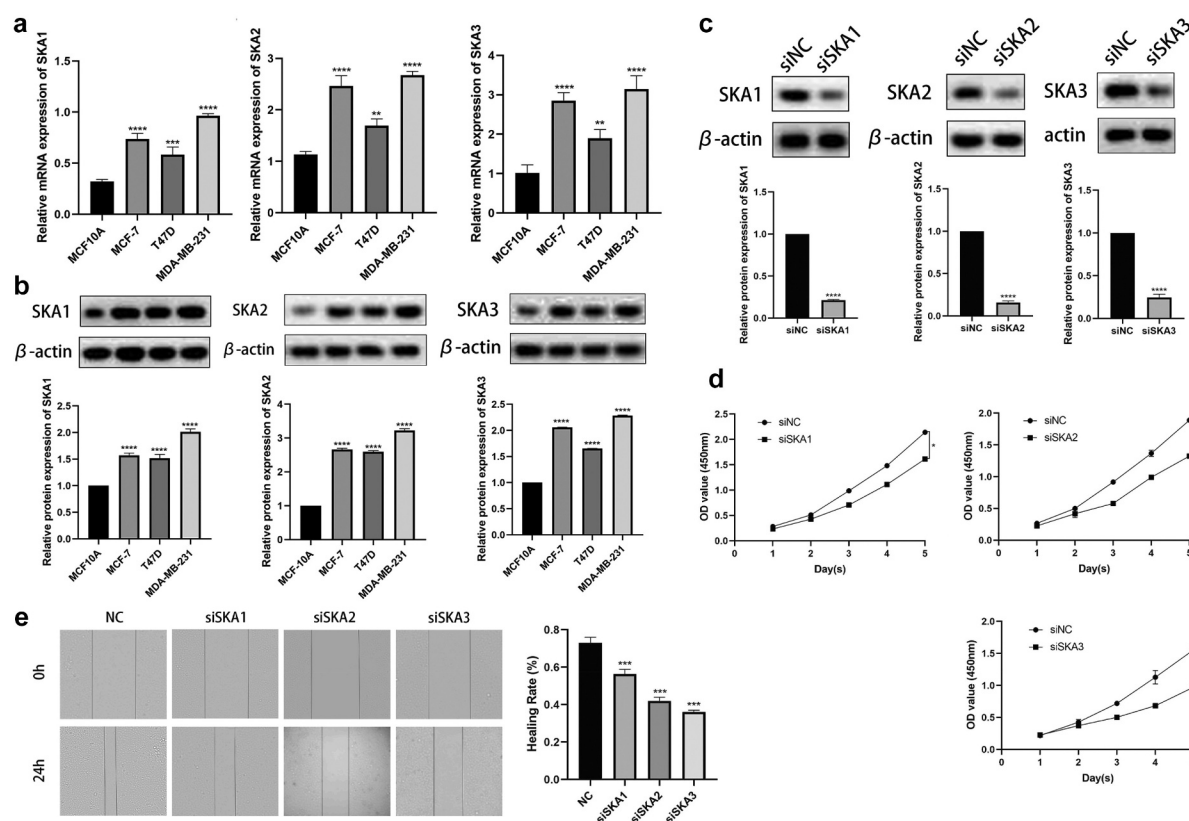 a
Relative mRNA expression of SKA1
1.5
1.0
0.5
0.0
****
***
****
MCF10A
MCF-7
T47D
MDA-MB-231
Relative mRNA expression of SKA2
3
2
1
0
****
**
****
MCF10A
MCF-7
T47D
MDA-MB-231
Relative mRNA expression of SKA3
4
3
2
1
0
****
**
****
MCF10A
MCF-7
T47D
MDA-MB-231
b
SKA1
β-actin
SKA2
β-actin
SKA3
β-actin
Relative protein expression of SKA1
2.5
2.0
1.5
1.0
0.5
0.0
****
****
****
MCF10A
MCF-7
T47D
MDA-MB-231
Relative protein expression of SKA2
4
3
2
1
0
****
****
****
MCF-10A
MCF-7
T47D
MDA-MB-231
Relative protein expression of SKA3
2.5
2.0
1.5
1.0
0.5
0.0
****
****
****
MCF10A
MCF-7
T47D
MDA-MB-231
c
siNC siSKA1
SKA1
β-actin
siNC siSKA2
SKA2
β-actin
siNC siSKA3
SKA3
actin
Relative protein expression of SKA1
1.5
1.0
0.5
0.0
****
siNC siSKA1
Relative protein expression of SKA2
1.5
1.0
0.5
0.0
****
siNC siSKA2
Relative protein expression of SKA3
1.5
1.0
0.5
0.0
****
siNC siSKA3
d
OD value (450nm)
2.5
2.0
1.5
1.0
0.5
0.0
siNC
siSKA1
*
0 1 2 3 4 5
Day(s)
OD value (450nm)
2.0
1.5
1.0
0.5
0.0
siNC
siSKA2
0 1 2 3 4 5
Day(s)
OD value (450nm)
2.0
1.5
1.0
0.5
0.0
siNC
siSKA3
0 1 2 3 4 5
Day(s)
e
NC siSKA1 siSKA2 siSKA3
0h
24h
Healing Rate (%)
0.8
0.6
0.4
0.2
0.0
***
***
***
NC
siSKA1
siSKA2
siSKA3